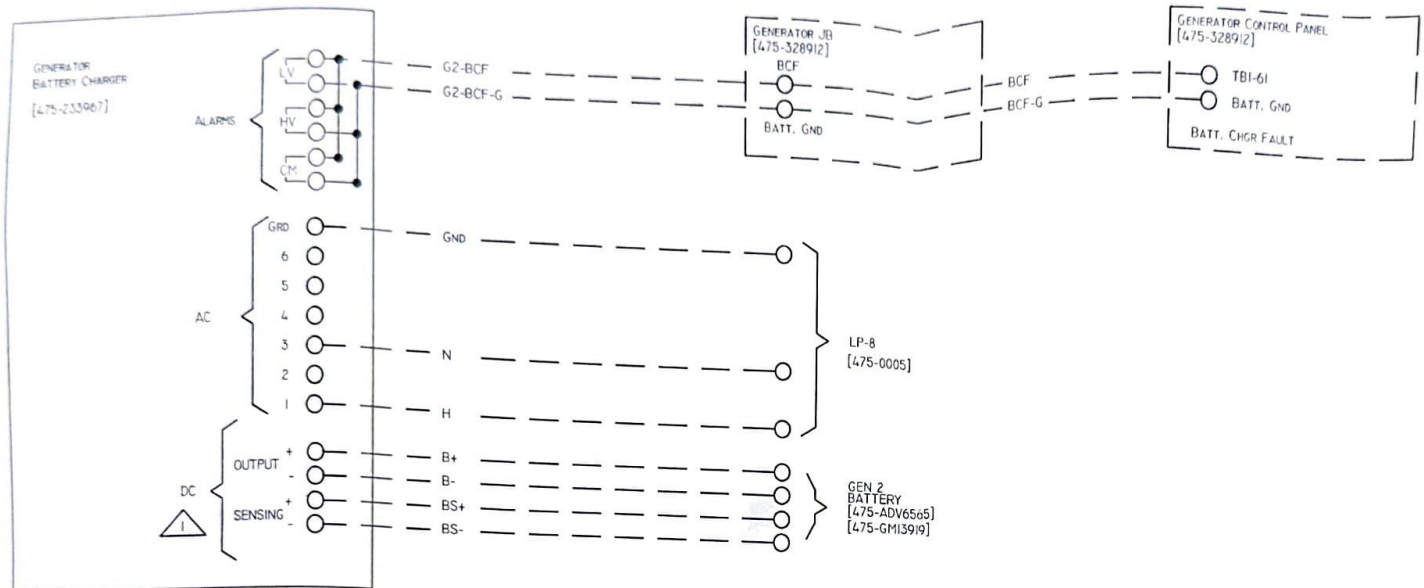 GENERATOR
BATTERY CHARGER
[475-233967]
ALARMS
LV
HV
CM
G2-BCF
G2-BCF-G
GENERATOR JB
[475-328912]
BCF
BATT. GND
BCF
BCF-G
GENERATOR CONTROL PANEL
[475-328912]
TB1-61
BATT. GND
BATT. CHGR FAULT
AC
GRD
6
5
4
3
2
1
GND
N
H
LP-8
[475-0005]
DC
1
OUTPUT
+
-
SENSING
+
-
B+
B-
BS+
BS-
GEN 2
BATTERY
[475-ADV6565]
[475-GM13919]